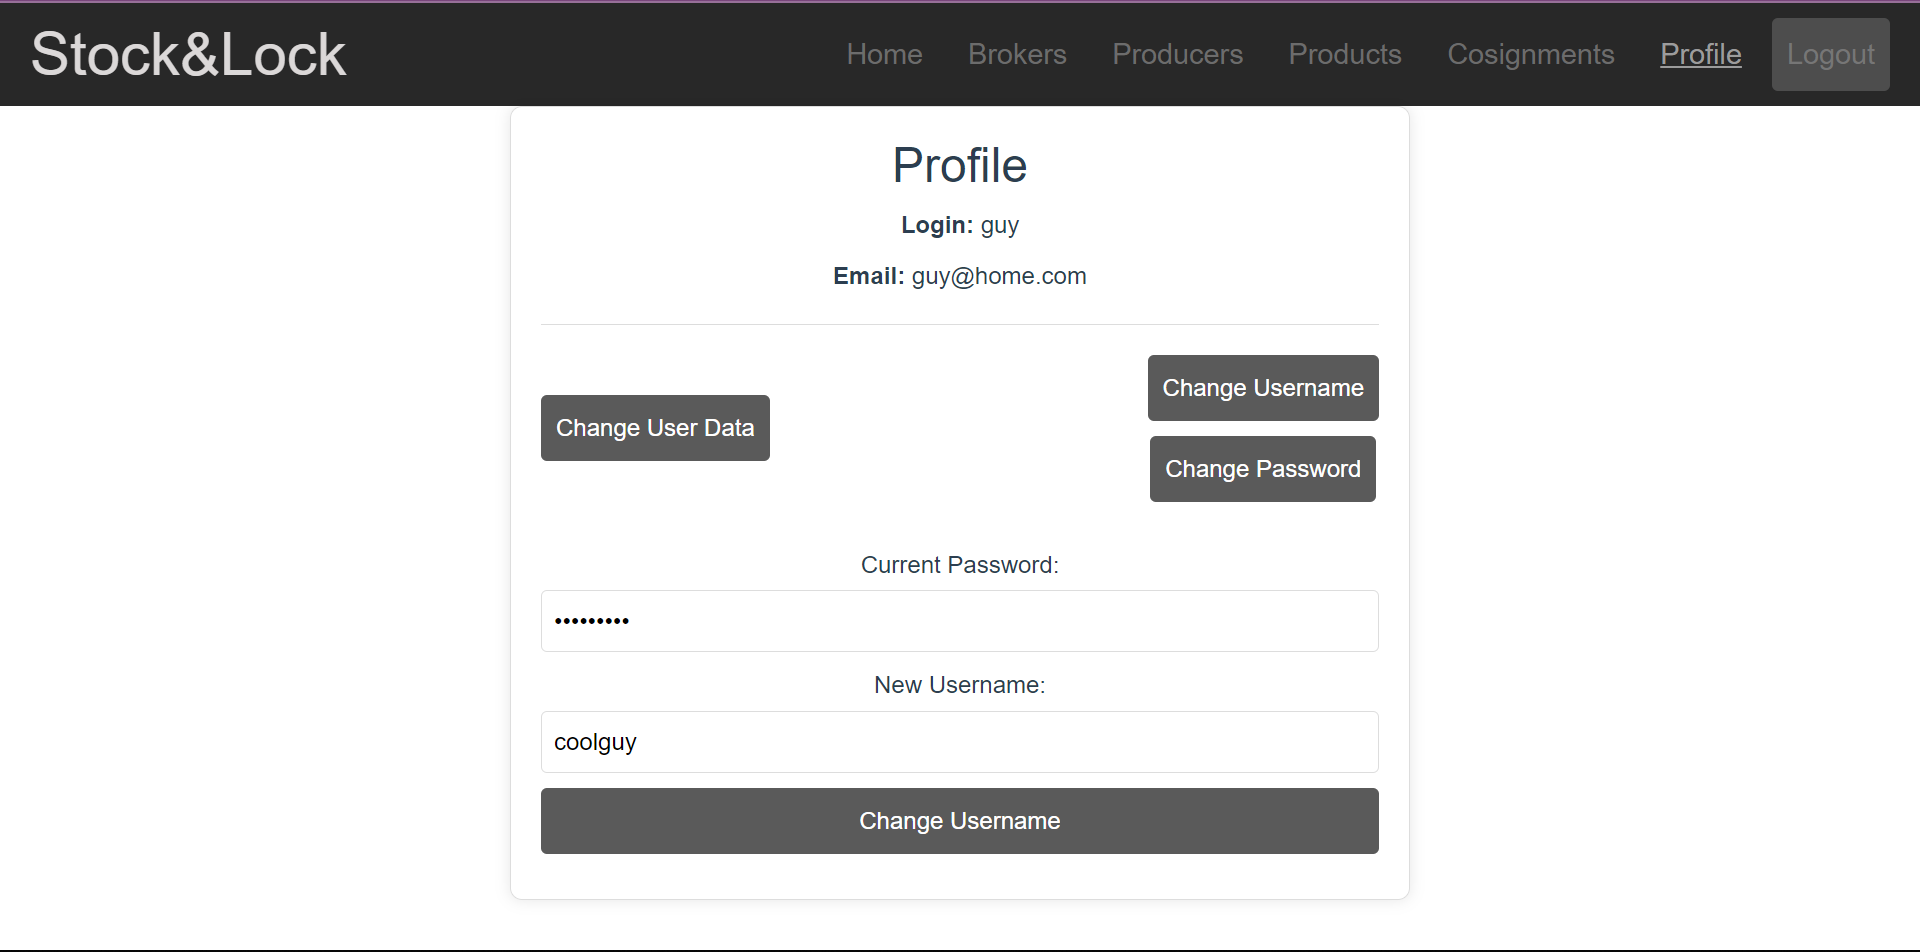 Stock&Lock
Home Brokers Producers Products Cosignments Profile Logout
Profile
Login: guy
Email: guy@home.com
Change Username
Change User Data
Change Password
Current Password:
•••••••••
New Username:
coolguy
Change Username